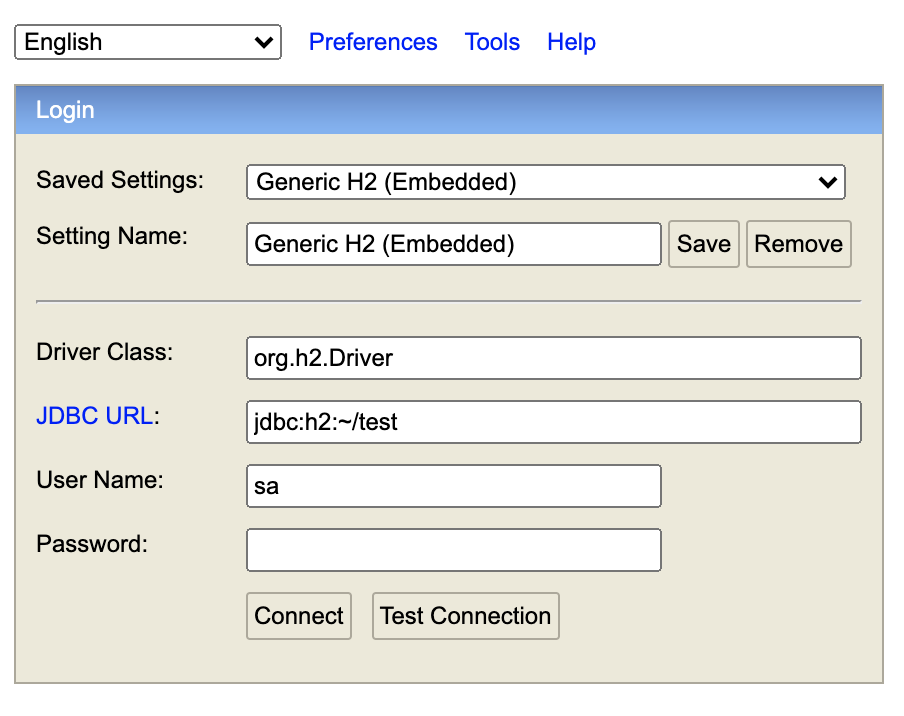 English Preferences Tools Help
Login
Saved Settings: Generic H2 (Embedded)
Setting Name: Generic H2 (Embedded) Save Remove
Driver Class: org.h2.Driver
JDBC URL: jdbc:h2:~/test
User Name: sa
Password:
Connect Test Connection